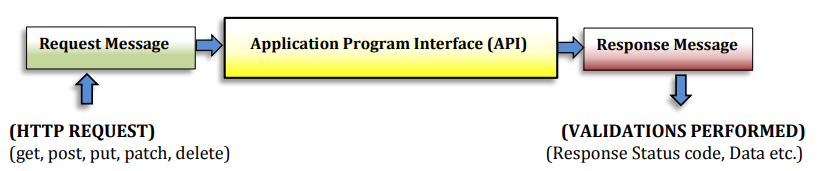 Request Message
Application Program Interface (API)
Response Message
(HTTP REQUEST)
(get, post, put, patch, delete)
(VALIDATIONS PERFORMED)
(Response Status code, Data etc.)